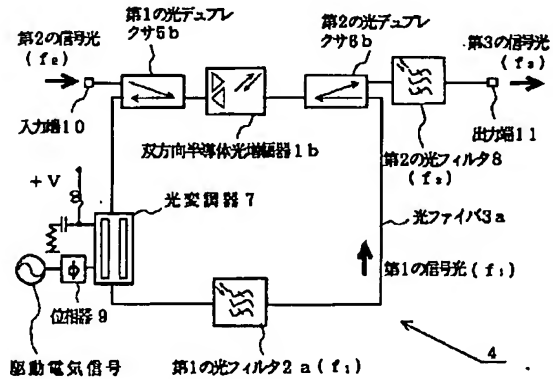 第1の光デュプレ
クサ5b
第2の光デュプレ
クサ6b
第2の信号光
(f₂)
第3の信号光
(f₃)
入力端10
双方向半導体光増幅器1b
出力端11
第2の光フィルタ8
(f₃)
+V
光変調器7
光ファイバ3a
第1の信号光(f₁)
φ
位相器9
駆動電気信号
第1の光フィルタ2a(f₁)
4